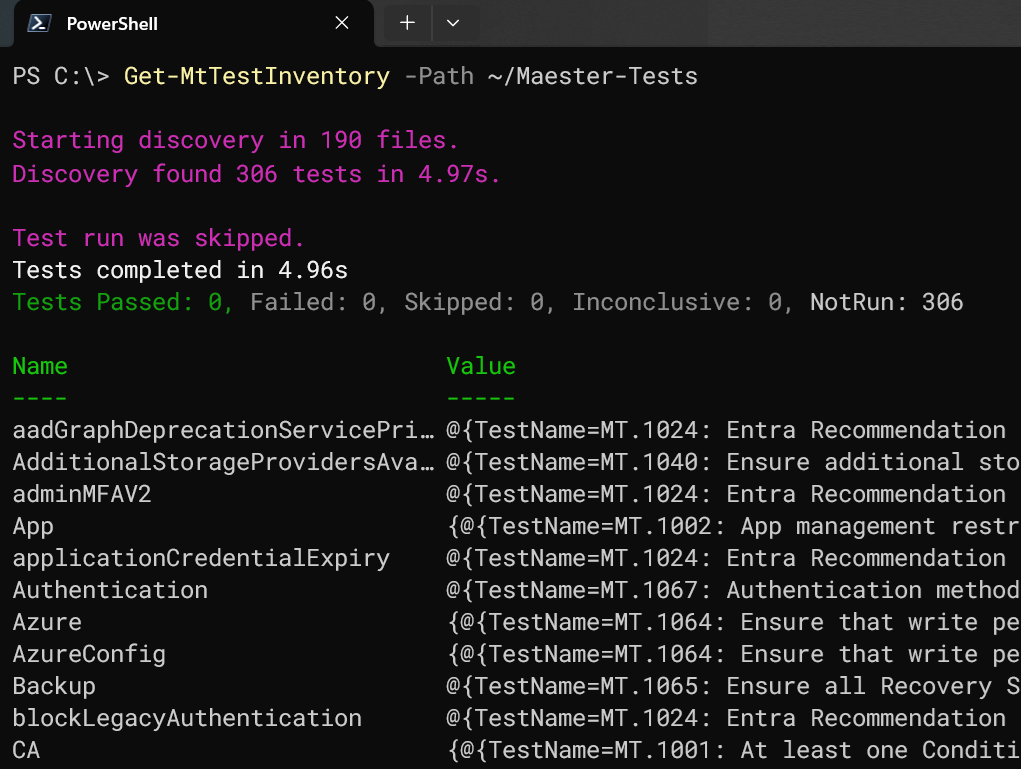 PowerShell
PS C:\> Get-MtTestInventory -Path ~/Maester-Tests
Starting discovery in 190 files.
Discovery found 306 tests in 4.97s.
Test run was skipped.
Tests completed in 4.96s
Tests Passed: 0, Failed: 0, Skipped: 0, Inconclusive: 0, NotRun: 306
Name Value
---- -----
aadGraphDeprecationServicePri… @{TestName=MT.1024: Entra Recommendation
AdditionalStorageProvidersAva… @{TestName=MT.1040: Ensure additional sto
adminMFAV2 @{TestName=MT.1024: Entra Recommendation
App {@{TestName=MT.1002: App management restr
applicationCredentialExpiry @{TestName=MT.1024: Entra Recommendation
Authentication @{TestName=MT.1067: Authentication method
Azure {@{TestName=MT.1064: Ensure that write pe
AzureConfig {@{TestName=MT.1064: Ensure that write pe
Backup @{TestName=MT.1065: Ensure all Recovery S
blockLegacyAuthentication @{TestName=MT.1024: Entra Recommendation
CA {@{TestName=MT.1001: At least one Conditi